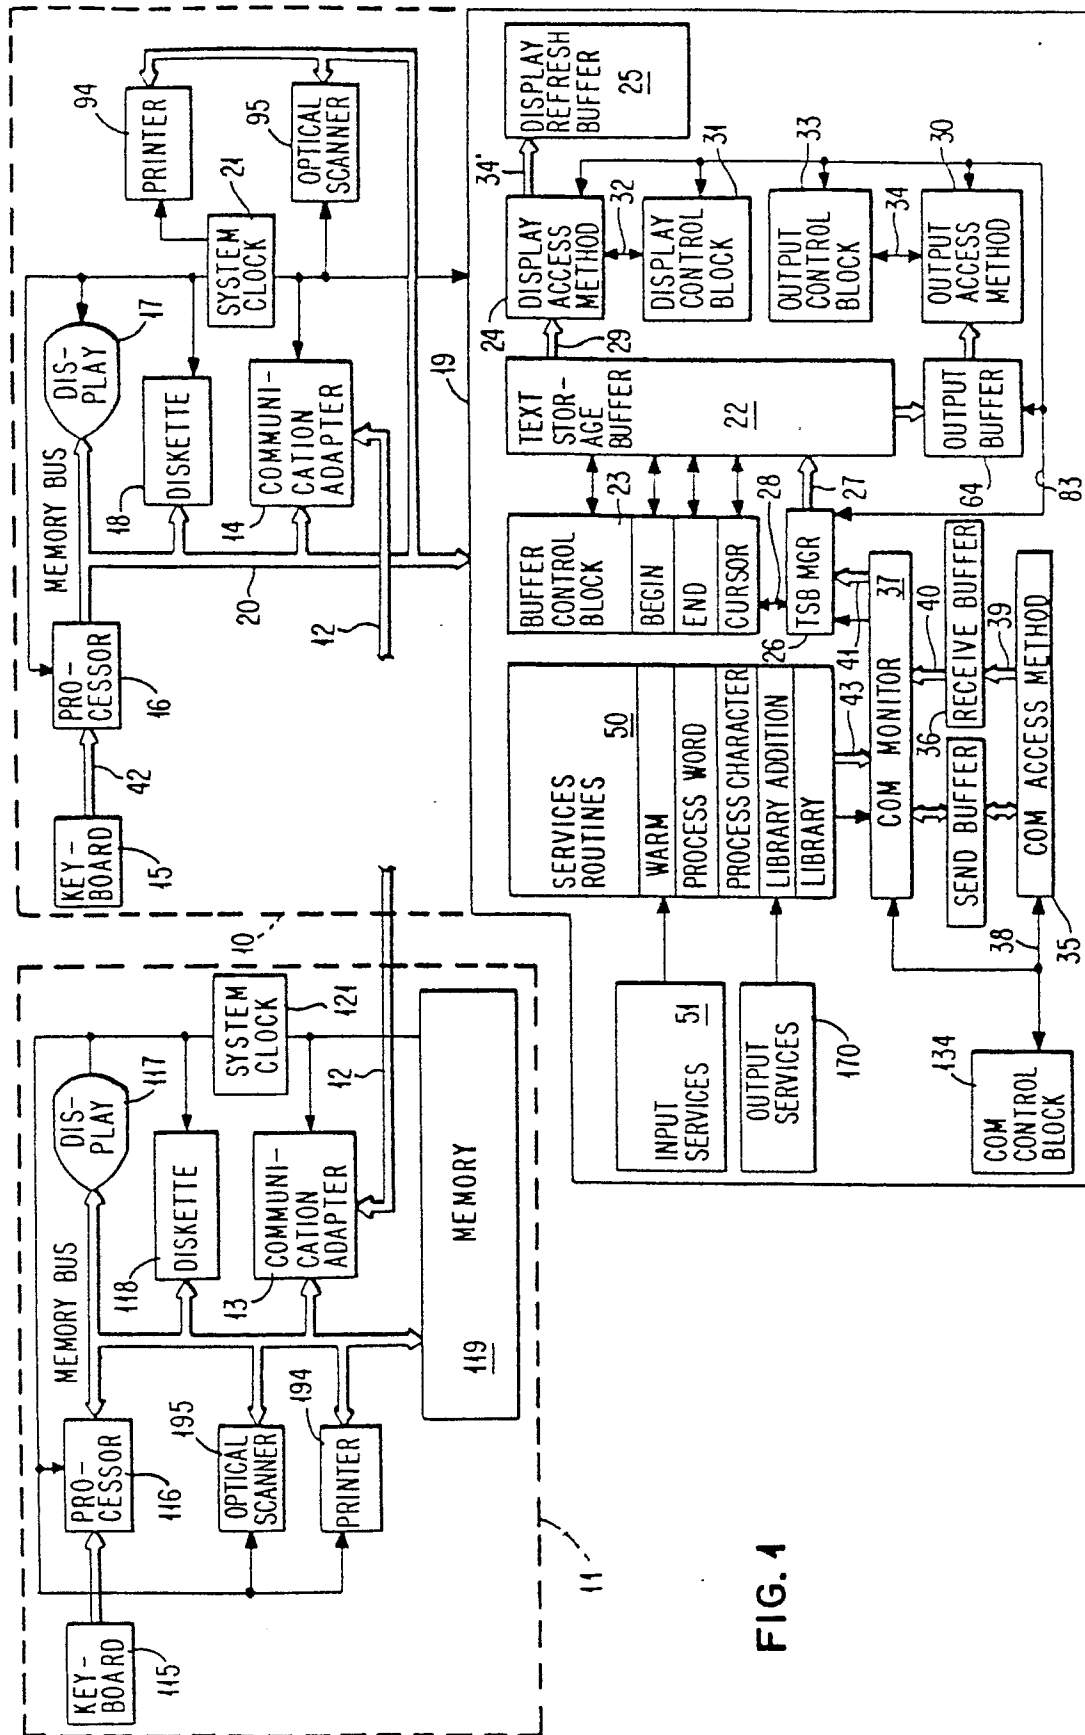 KEY-
BOARD
115
PRO-
CESSOR
116
MEMORY BUS
DIS-
PLAY
117
DISKETTE
118
OPTICAL
SCANNER
195
PRINTER
194
COMMUNI-
CATION
ADAPTER
13
SYSTEM
CLOCK
121
12
MEMORY
119
11
10
KEY-
BOARD
15
42
PRO-
CESSOR
16
MEMORY BUS
DIS-
PLAY
17
DISKETTE
18
COMMUNI-
CATION
ADAPTER
14
SYSTEM
CLOCK
21
PRINTER
94
OPTICAL
SCANNER
95
20
12
19
INPUT
SERVICES
51
OUTPUT
SERVICES
170
COM
CONTROL
BLOCK
134
SERVICES
ROUTINES
50
WARM
PROCESS WORD
PROCESS CHARACTER
LIBRARY ADDITION
LIBRARY
43
COM MONITOR
37
SEND BUFFER
RECEIVE BUFFER
36
COM ACCESS METHOD
35
38
39
40
41
BUFFER
CONTROL
BLOCK
23
BEGIN
END
CURSOR
28
TSB MGR
26
27
TEXT
STOR-
AGE
BUFFER
22
29
DISPLAY
ACCESS
METHOD
24
34'
DISPLAY
REFRESH
BUFFER
25
32
DISPLAY
CONTROL
BLOCK
31
OUTPUT
CONTROL
BLOCK
33
34
OUTPUT
ACCESS
METHOD
30
OUTPUT
BUFFER
64
83
FIG. 1